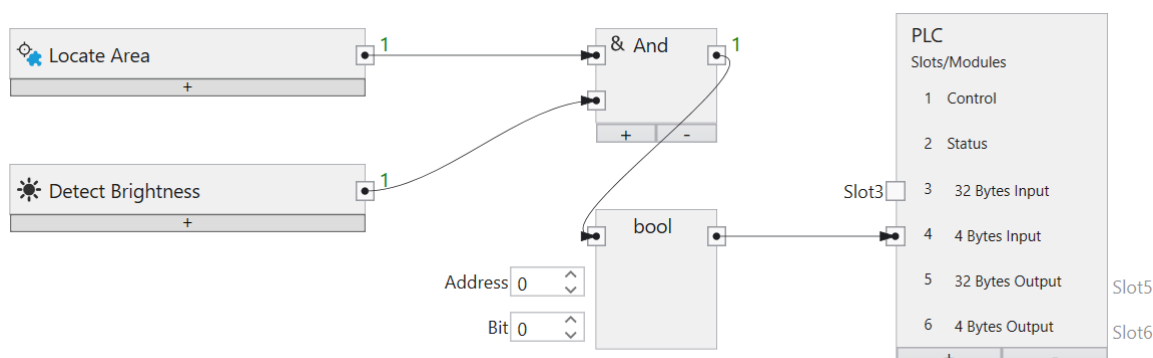 Locate Area
1
+
Detect Brightness
1
+
& And
1
+ -
bool
Address 0
Bit 0
PLC
Slots/Modules
1 Control
2 Status
Slot3 3 32 Bytes Input
4 4 Bytes Input
5 32 Bytes Output Slot5
6 4 Bytes Output Slot6